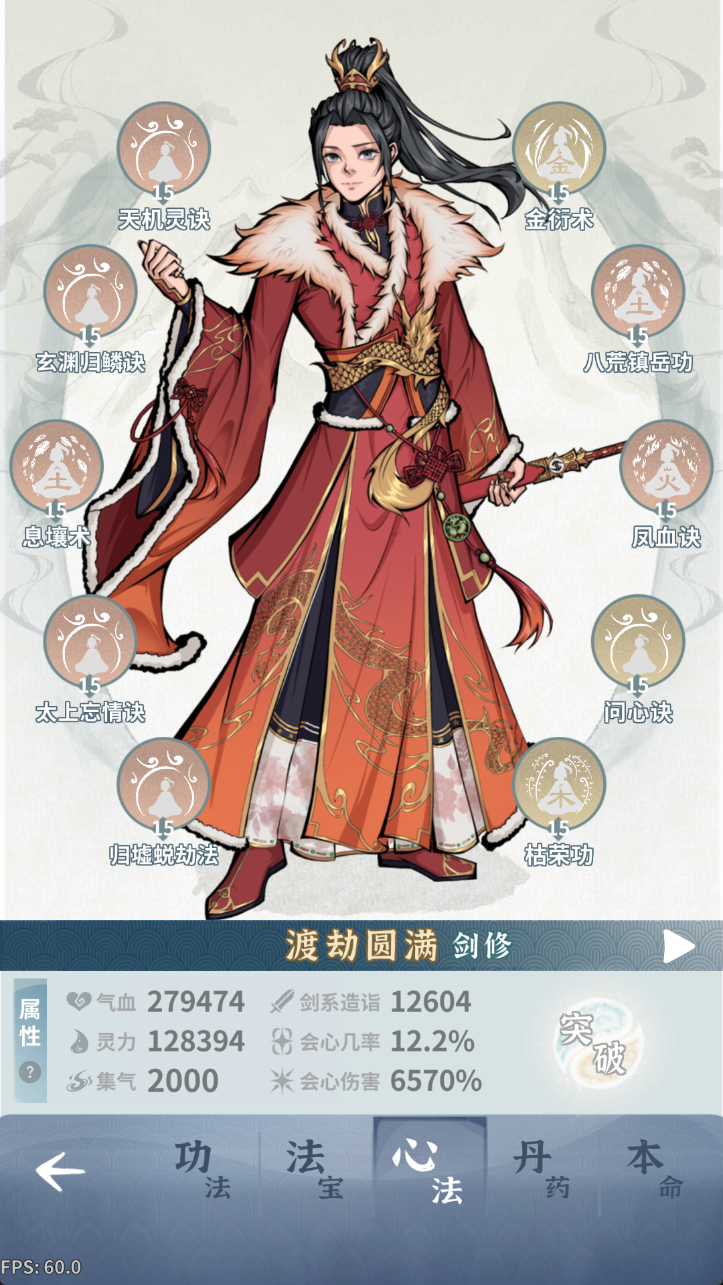 15
天机灵诀
金
15
金衍术
15
玄渊归鳞诀
土
15
八荒镇岳功
土
15
息壤术
火
15
凤血诀
15
太上忘情诀
15
问心诀
15
归墟蜕劫法
木
15
枯荣功
渡劫圆满 剑修
属性
?
气血 279474 剑系造诣 12604
灵力 128394 会心几率 12.2%
集气 2000 会心伤害 6570%
突破
功法 法宝 心法 丹药 本命
FPS: 60.0